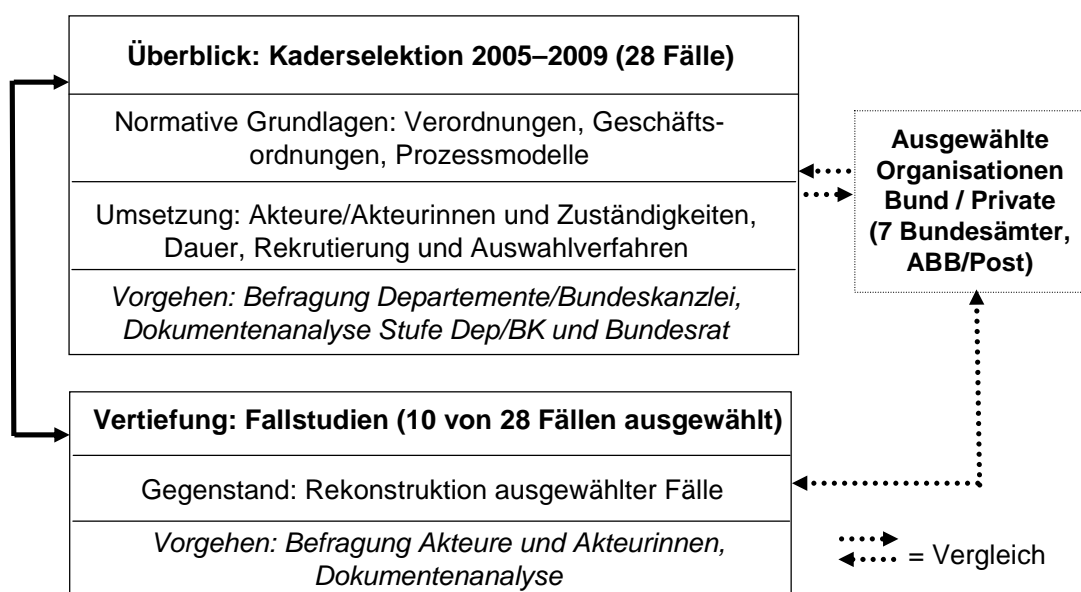 Überblick: Kaderselektion 2005–2009 (28 Fälle)
Normative Grundlagen: Verordnungen, Geschäfts-
ordnungen, Prozessmodelle
Umsetzung: Akteure/Akteurinnen und Zuständigkeiten,
Dauer, Rekrutierung und Auswahlverfahren
Vorgehen: Befragung Departemente/Bundeskanzlei,
Dokumentenanalyse Stufe Dep/BK und Bundesrat
Ausgewählte
Organisationen
Bund / Private
(7 Bundesämter,
ABB/Post)
Vertiefung: Fallstudien (10 von 28 Fällen ausgewählt)
Gegenstand: Rekonstruktion ausgewählter Fälle
Vorgehen: Befragung Akteure und Akteurinnen,
Dokumentenanalyse
= Vergleich